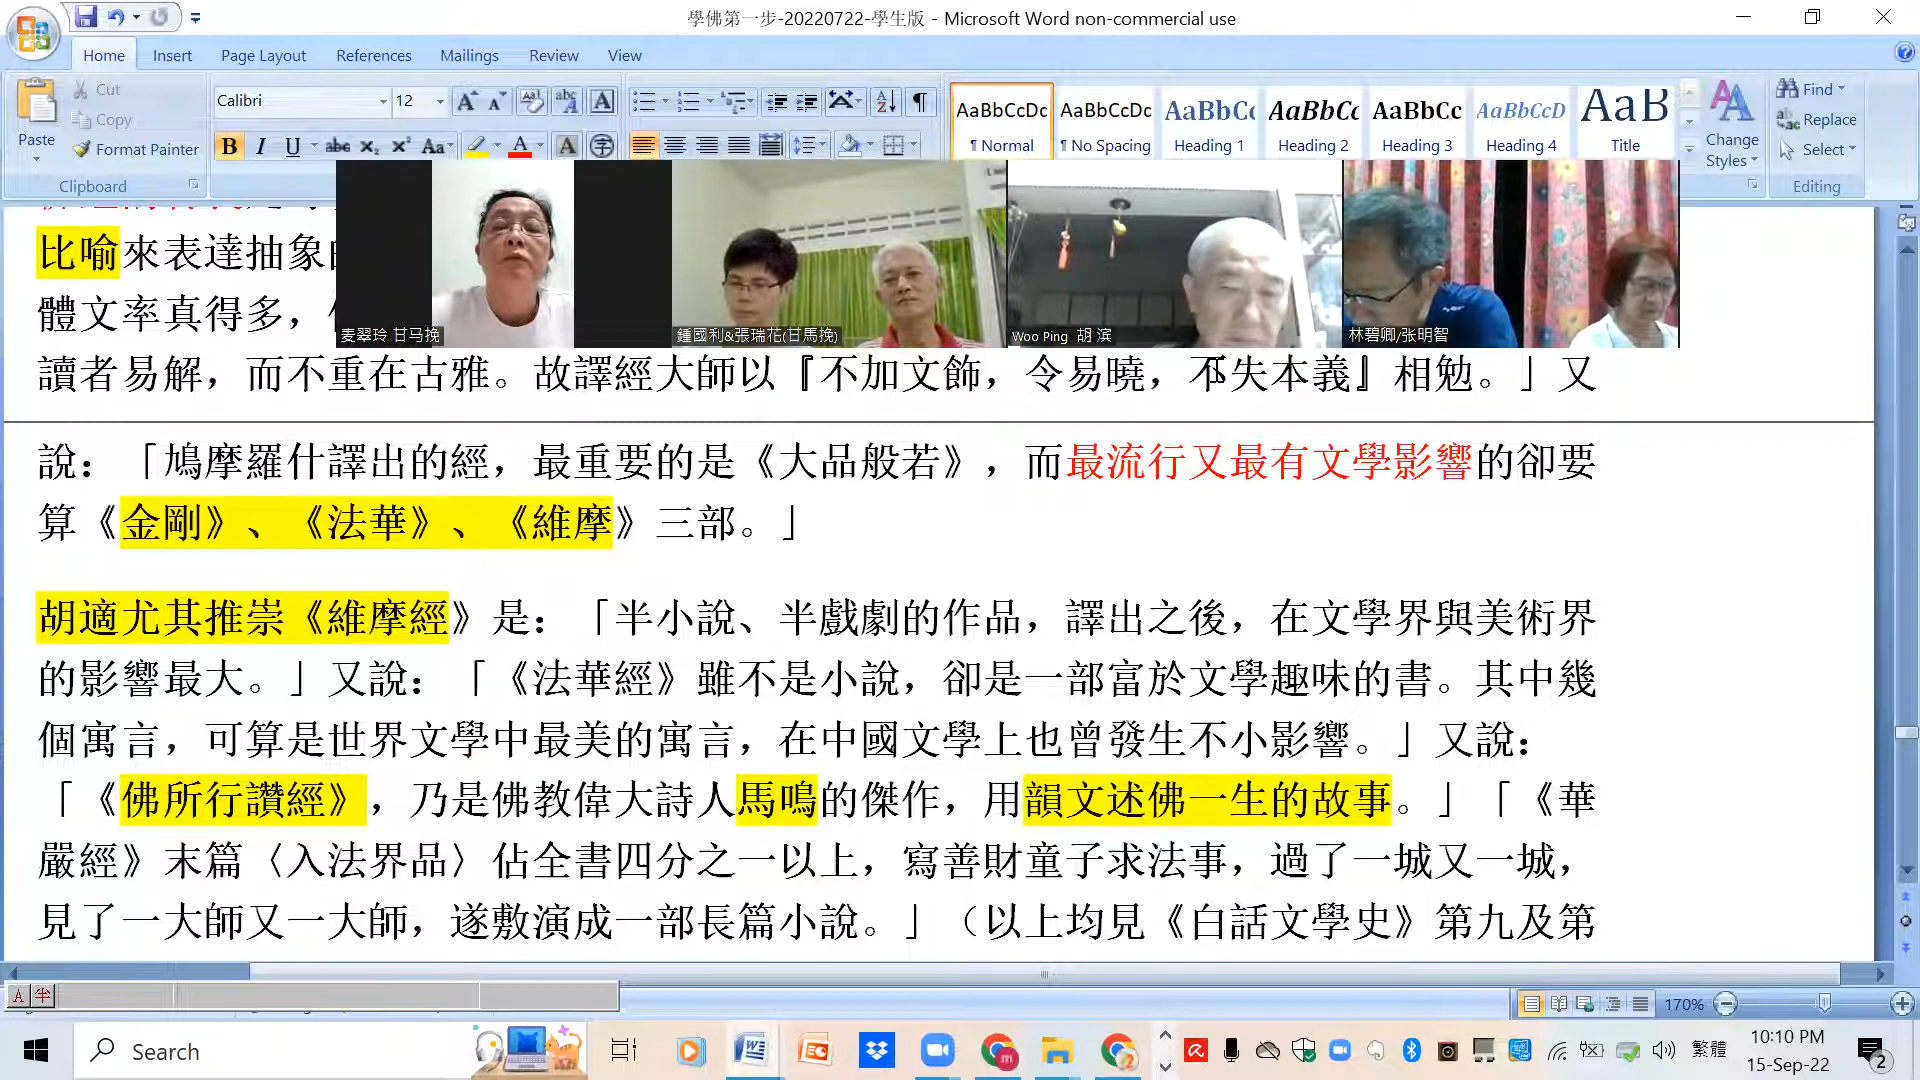 學佛第一步-20220722-學生版 - Microsoft Word non-commercial use
Home Insert Page Layout References Mailings Review View
Paste
Cut
Copy
Format Painter
Clipboard
Calibri 12
AaBbCcDc AaBbCcDc AaBbCc AaBbCc AaBbCc AaBbCcD AaB
¶ Normal ¶ No Spacing Heading 1 Heading 2 Heading 3 Heading 4 Title
Change Styles
Find
Replace
Select
Editing
麦翠玲 甘马挽
鍾國利&張瑞花(甘馬挽)
Woo Ping 胡 滨
林碧卿/张明智
比喻來表達抽象
體文率真得多，
讀者易解，而不重在古雅。故譯經大師以『不加文飾，令易曉，不失本義』相勉。」又
說：「鳩摩羅什譯出的經，最重要的是《大品般若》，而最流行又最有文學影響的卻要
算《金剛》、《法華》、《維摩》三部。」
胡適尤其推崇《維摩經》是：「半小說、半戲劇的作品，譯出之後，在文學界與美術界
的影響最大。」又說：「《法華經》雖不是小說，卻是一部富於文學趣味的書。其中幾
個寓言，可算是世界文學中最美的寓言，在中國文學上也曾發生不小影響。」又說：
「《佛所行讚經》，乃是佛教偉大詩人馬鳴的傑作，用韻文述佛一生的故事。」「《華
嚴經》末篇〈入法界品〉佔全書四分之一以上，寫善財童子求法事，過了一城又一城，
見了一大師又一大師，遂敷演成一部長篇小說。」（以上均見《白話文學史》第九及第
A 半
170%
Search
繁體
10:10 PM
15-Sep-22
2